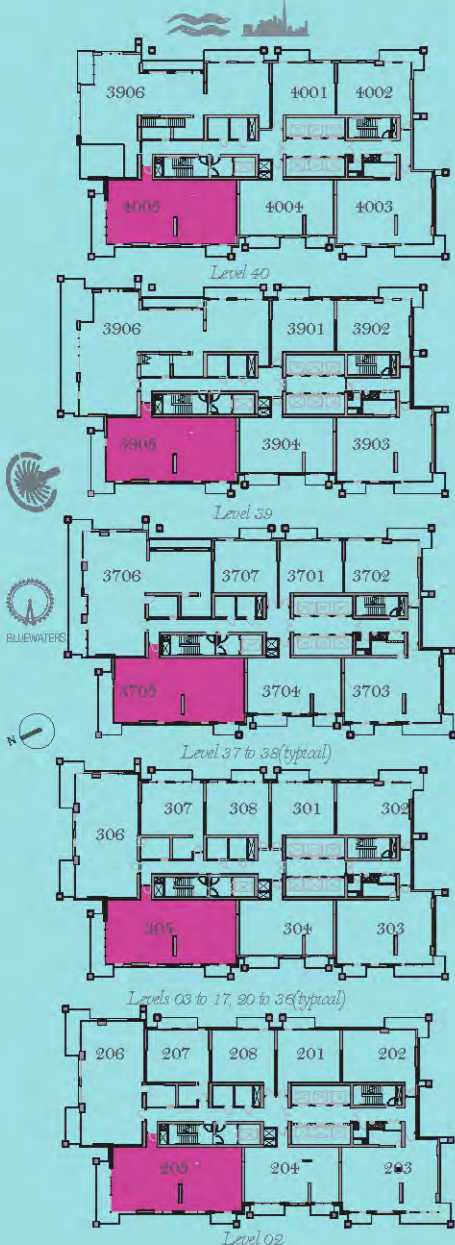 3906 4001 4002
4005 4004 4003
Level 40
3906 3901 3902
3905 3904 3903
Level 39
3706 3707 3701 3702
BLUEWATERS
3705 3704 3703
N
Level 37 to 38(typical)
306 307 308 301 302
305 304 303
Levels 03 to 17, 20 to 36(typical)
206 207 208 201 202
205 204 203
Level 02